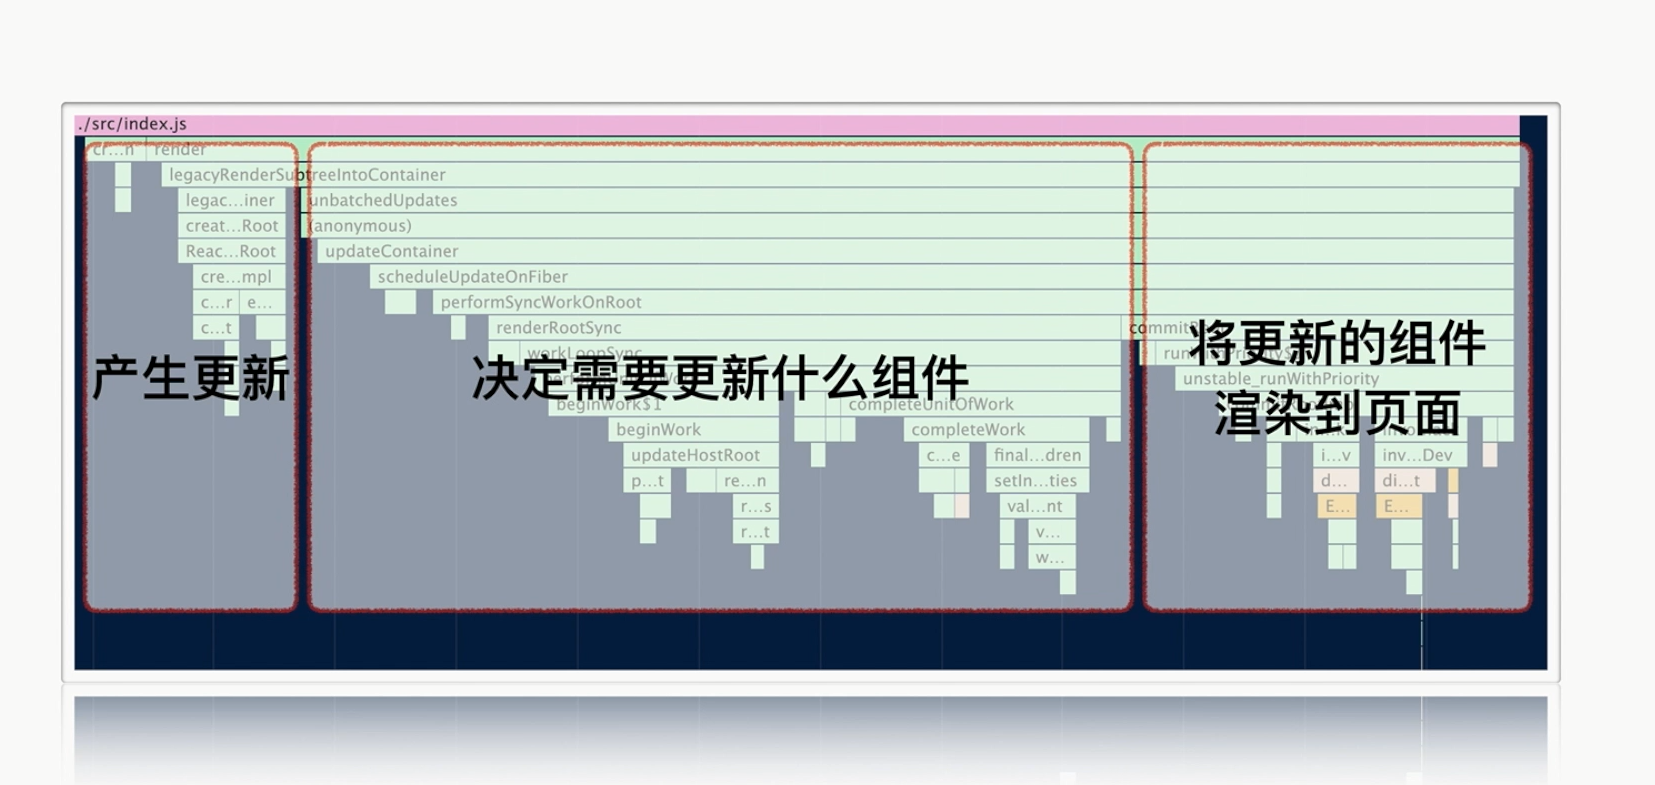 ./src/index.js
cr...n render
legacyRenderSubtreeIntoContainer
legac...iner unbatchedUpdates
creat...Root (anonymous)
Reac...Root updateContainer
cre...mpl scheduleUpdateOnFiber
c...r e... performSyncWorkOnRoot
c...t renderRootSync
workLoopSync
产生更新
决定需要更新什么组件
将更新的组件
渲染到页面
unstable_runWithPriority
beginWork$1 completeUnitOfWork
beginWork completeWork
updateHostRoot c...e final...dren i...v inv...Dev
p...t re...n setIn...ties d... di...t
r...s val...nt E... E...
r...t v...
w...